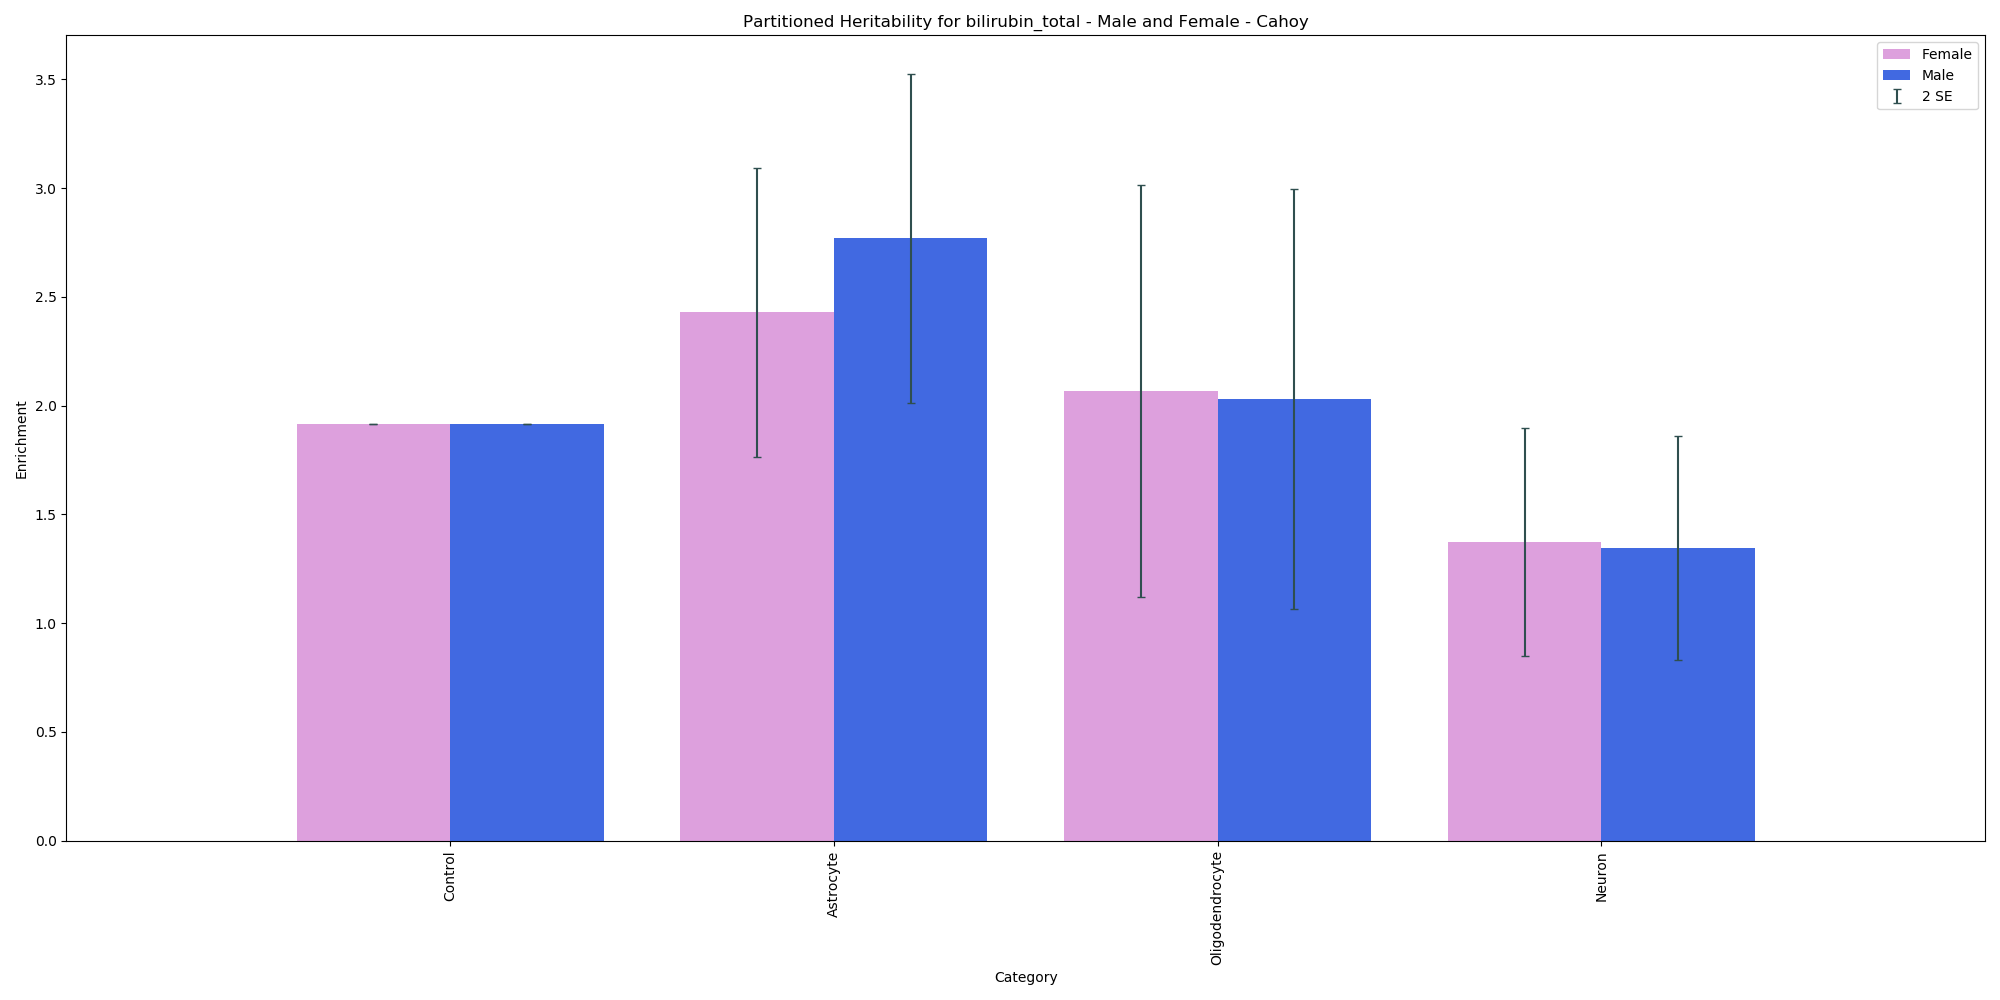 Partitioned Heritability for bilirubin_total - Male and Female - Cahoy
Female
Male
2 SE
3.5
3.0
2.5
2.0
1.5
1.0
0.5
0.0
Enrichment
Control
Astrocyte
Oligodendrocyte
Neuron
Category